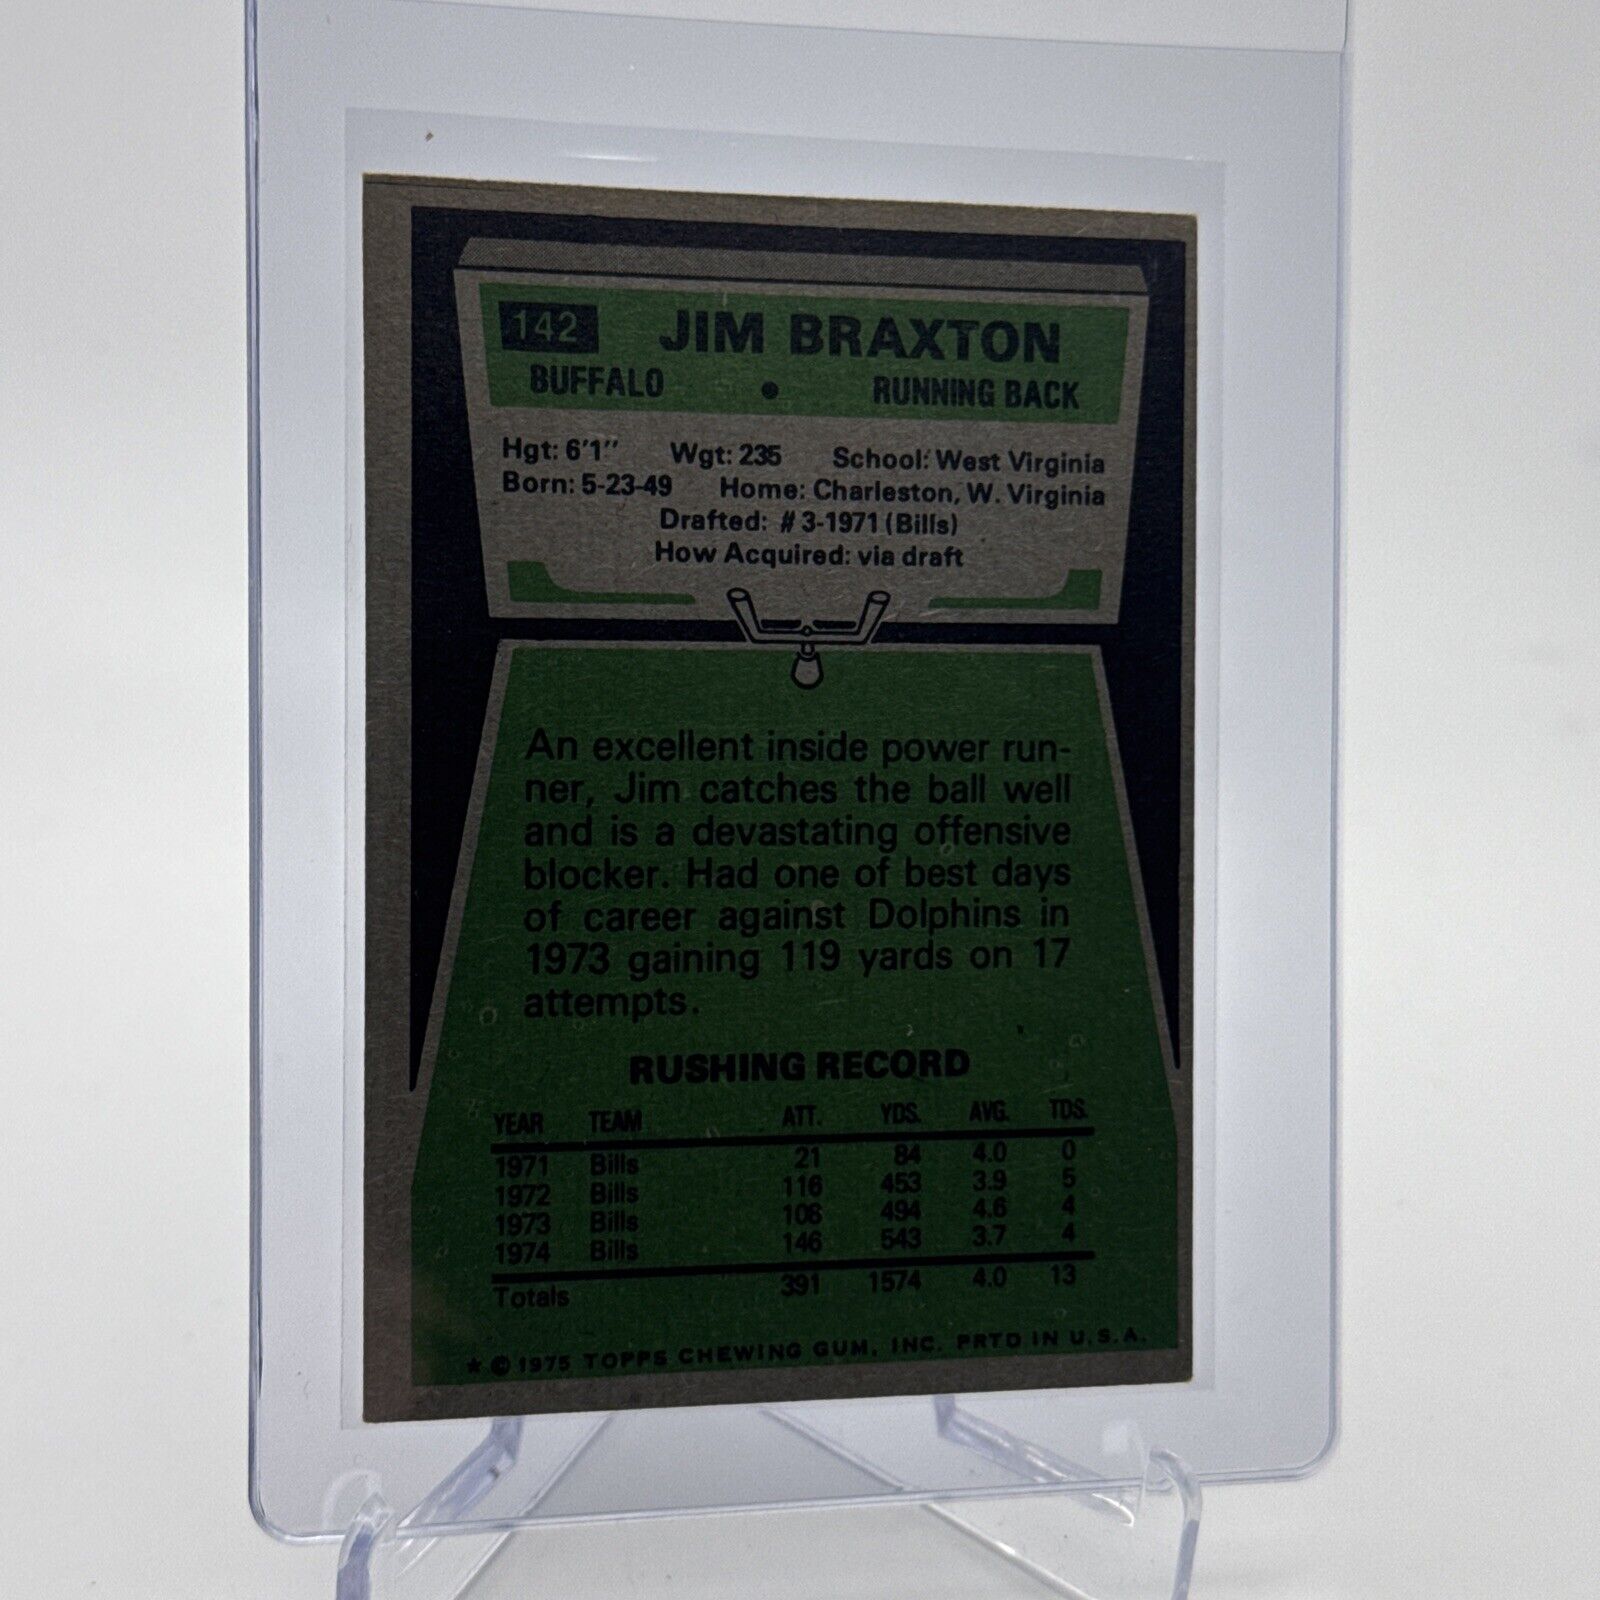 142 JIM BRAXTON
BUFFALO • RUNNING BACK
Hgt: 6'1" Wgt: 235 School: West Virginia
Born: 5-23-49 Home: Charleston, W. Virginia
Drafted: #3-1971 (Bills)
How Acquired: via draft
An excellent inside power run-
ner, Jim catches the ball well
and is a devastating offensive
blocker. Had one of best days
of career against Dolphins in
1973 gaining 119 yards on 17
attempts.
RUSHING RECORD
YEAR TEAM ATT. YDS. AVG. TDS.
1971 Bills 21 84 4.0 0
1972 Bills 116 453 3.9 5
1973 Bills 108 494 4.6 4
1974 Bills 146 543 3.7 4
Totals 391 1574 4.0 13
★ © 1975 TOPPS CHEWING GUM, INC. PRTD IN U.S.A.